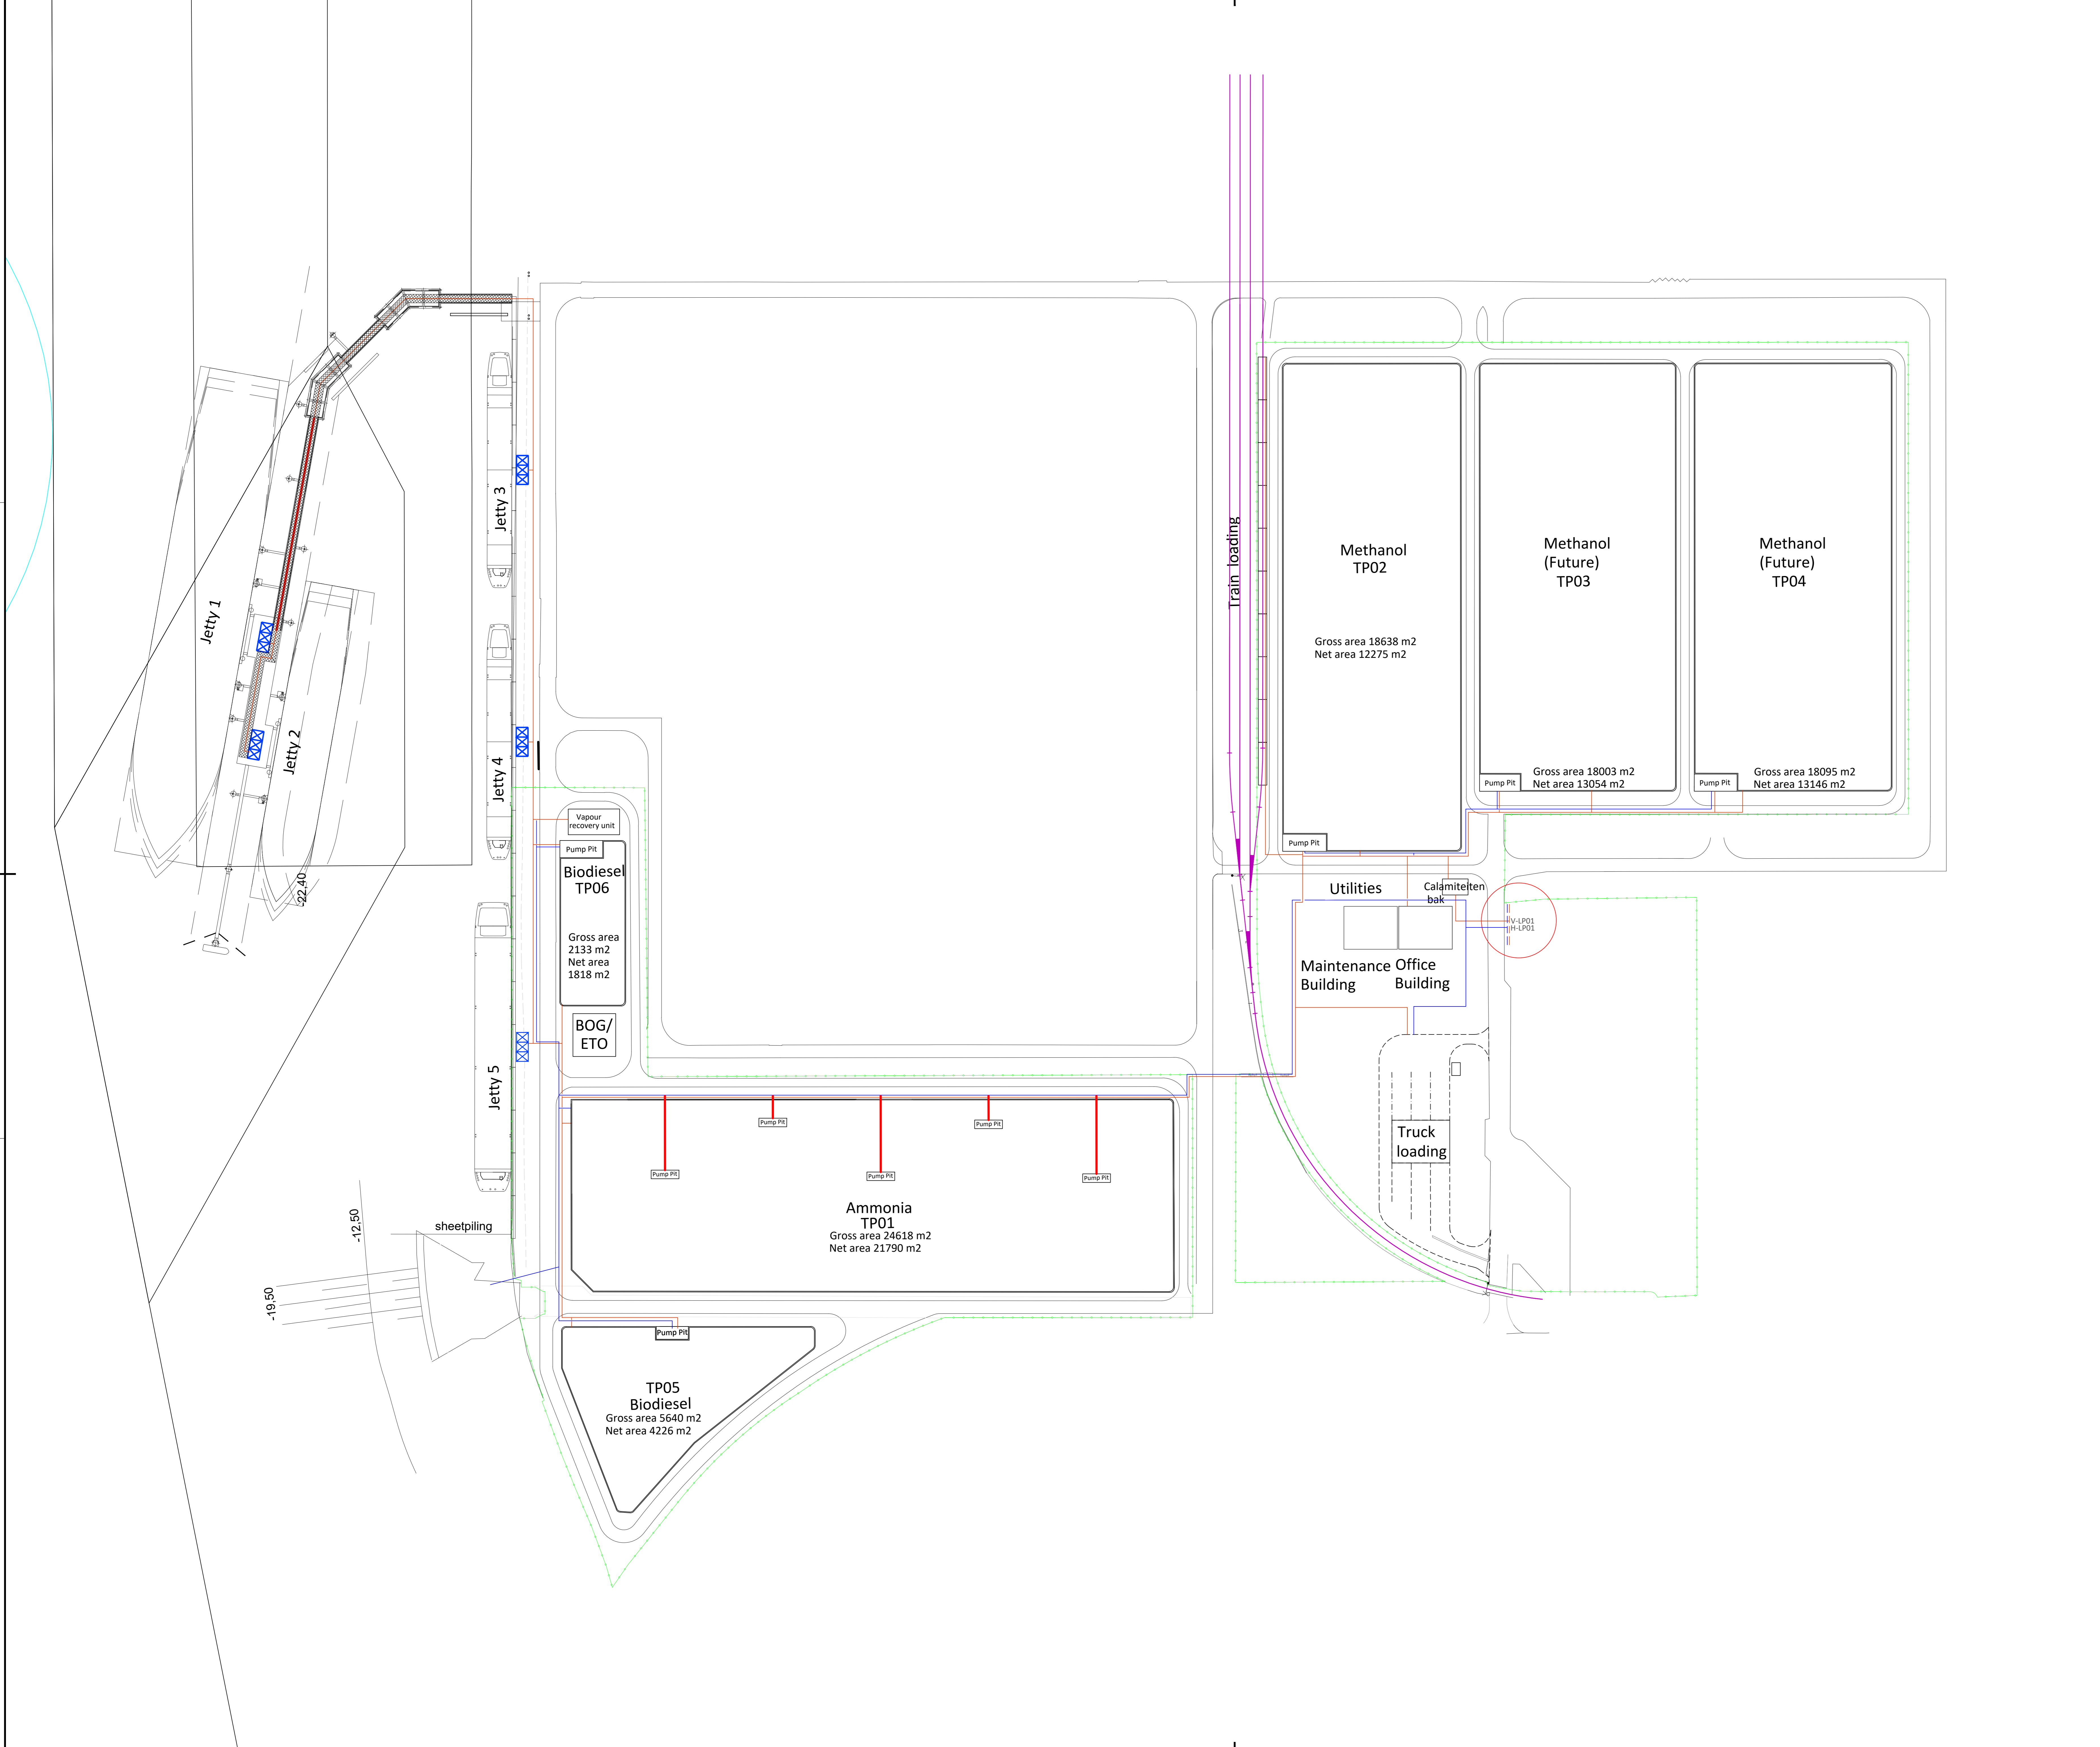 Jetty 1
Jetty 2
-22,40
Jetty 3
Jetty 4
Jetty 5
Vapour
recovery unit
Pump Pit
Biodiesel
TP06
Gross area
2133 m2
Net area
1818 m2
BOG/
ETO
Train loading
Methanol
TP02
Gross area 18638 m2
Net area 12275 m2
Pump Pit
Methanol
(Future)
TP03
Gross area 18003 m2
Net area 13054 m2
Pump Pit
Methanol
(Future)
TP04
Gross area 18095 m2
Net area 13146 m2
Pump Pit
Utilities
Calamiteiten
bak
V-LP01
H-LP01
Maintenance
Building
Office
Building
Truck
loading
Pump Pit
Pump Pit
Pump Pit
Pump Pit
Pump Pit
Ammonia
TP01
Gross area 24618 m2
Net area 21790 m2
sheetpiling
-12,50
-19,50
Pump Pit
TP05
Biodiesel
Gross area 5640 m2
Net area 4226 m2